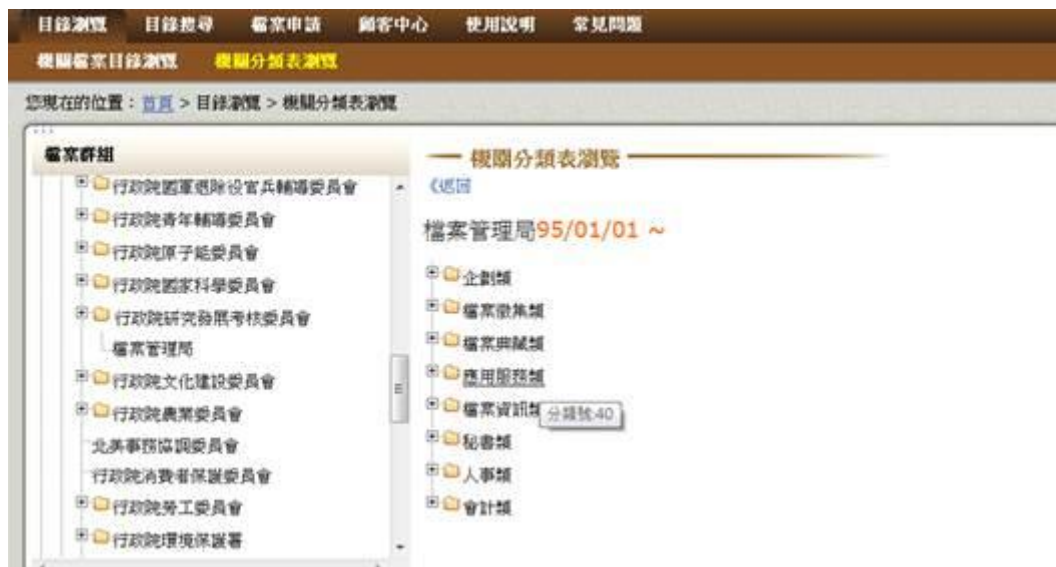 目錄瀏覽 目錄搜尋 檔案申請 顧客中心 使用說明 常見問題
機關檔案目錄瀏覽 機關分類表瀏覽
您現在的位置：首頁 > 目錄瀏覽 > 機關分類表瀏覽
檔案群組
行政院國軍退除役官兵輔導委員會
行政院青年輔導委員會
行政院原子能委員會
行政院國家科學委員會
行政院研究發展考核委員會
檔案管理局
行政院文化建設委員會
行政院農業委員會
北美事務協調委員會
行政院消費者保護委員會
行政院勞工委員會
行政院環境保護署
機關分類表瀏覽
《返回
檔案管理局95/01/01 ~
企劃類
檔案徵集類
檔案典藏類
應用服務類
檔案資訊類
分類號:40
秘書類
人事類
會計類